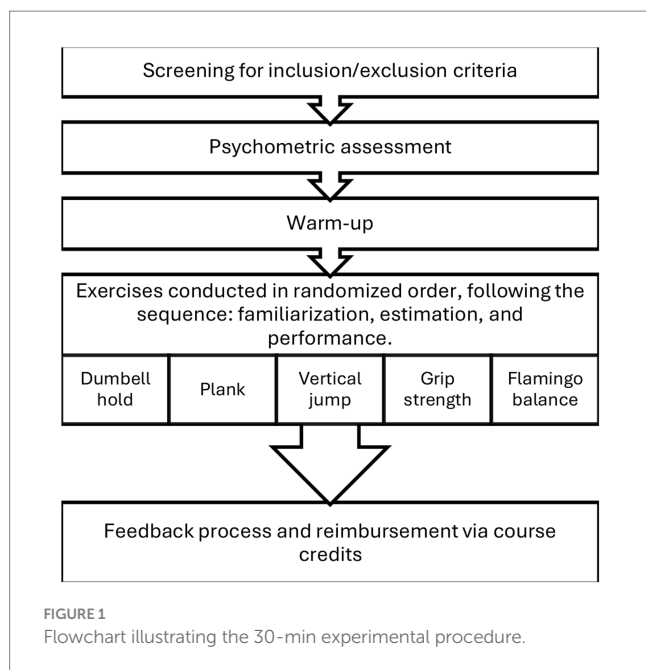 Screening for inclusion/exclusion criteria
Psychometric assessment
Warm-up
Exercises conducted in randomized order, following the
sequence: familiarization, estimation, and
performance.
Dumbell
hold
Plank
Vertical
jump
Grip
strength
Flamingo
balance
Feedback process and reimbursement via course
credits
FIGURE 1
Flowchart illustrating the 30-min experimental procedure.